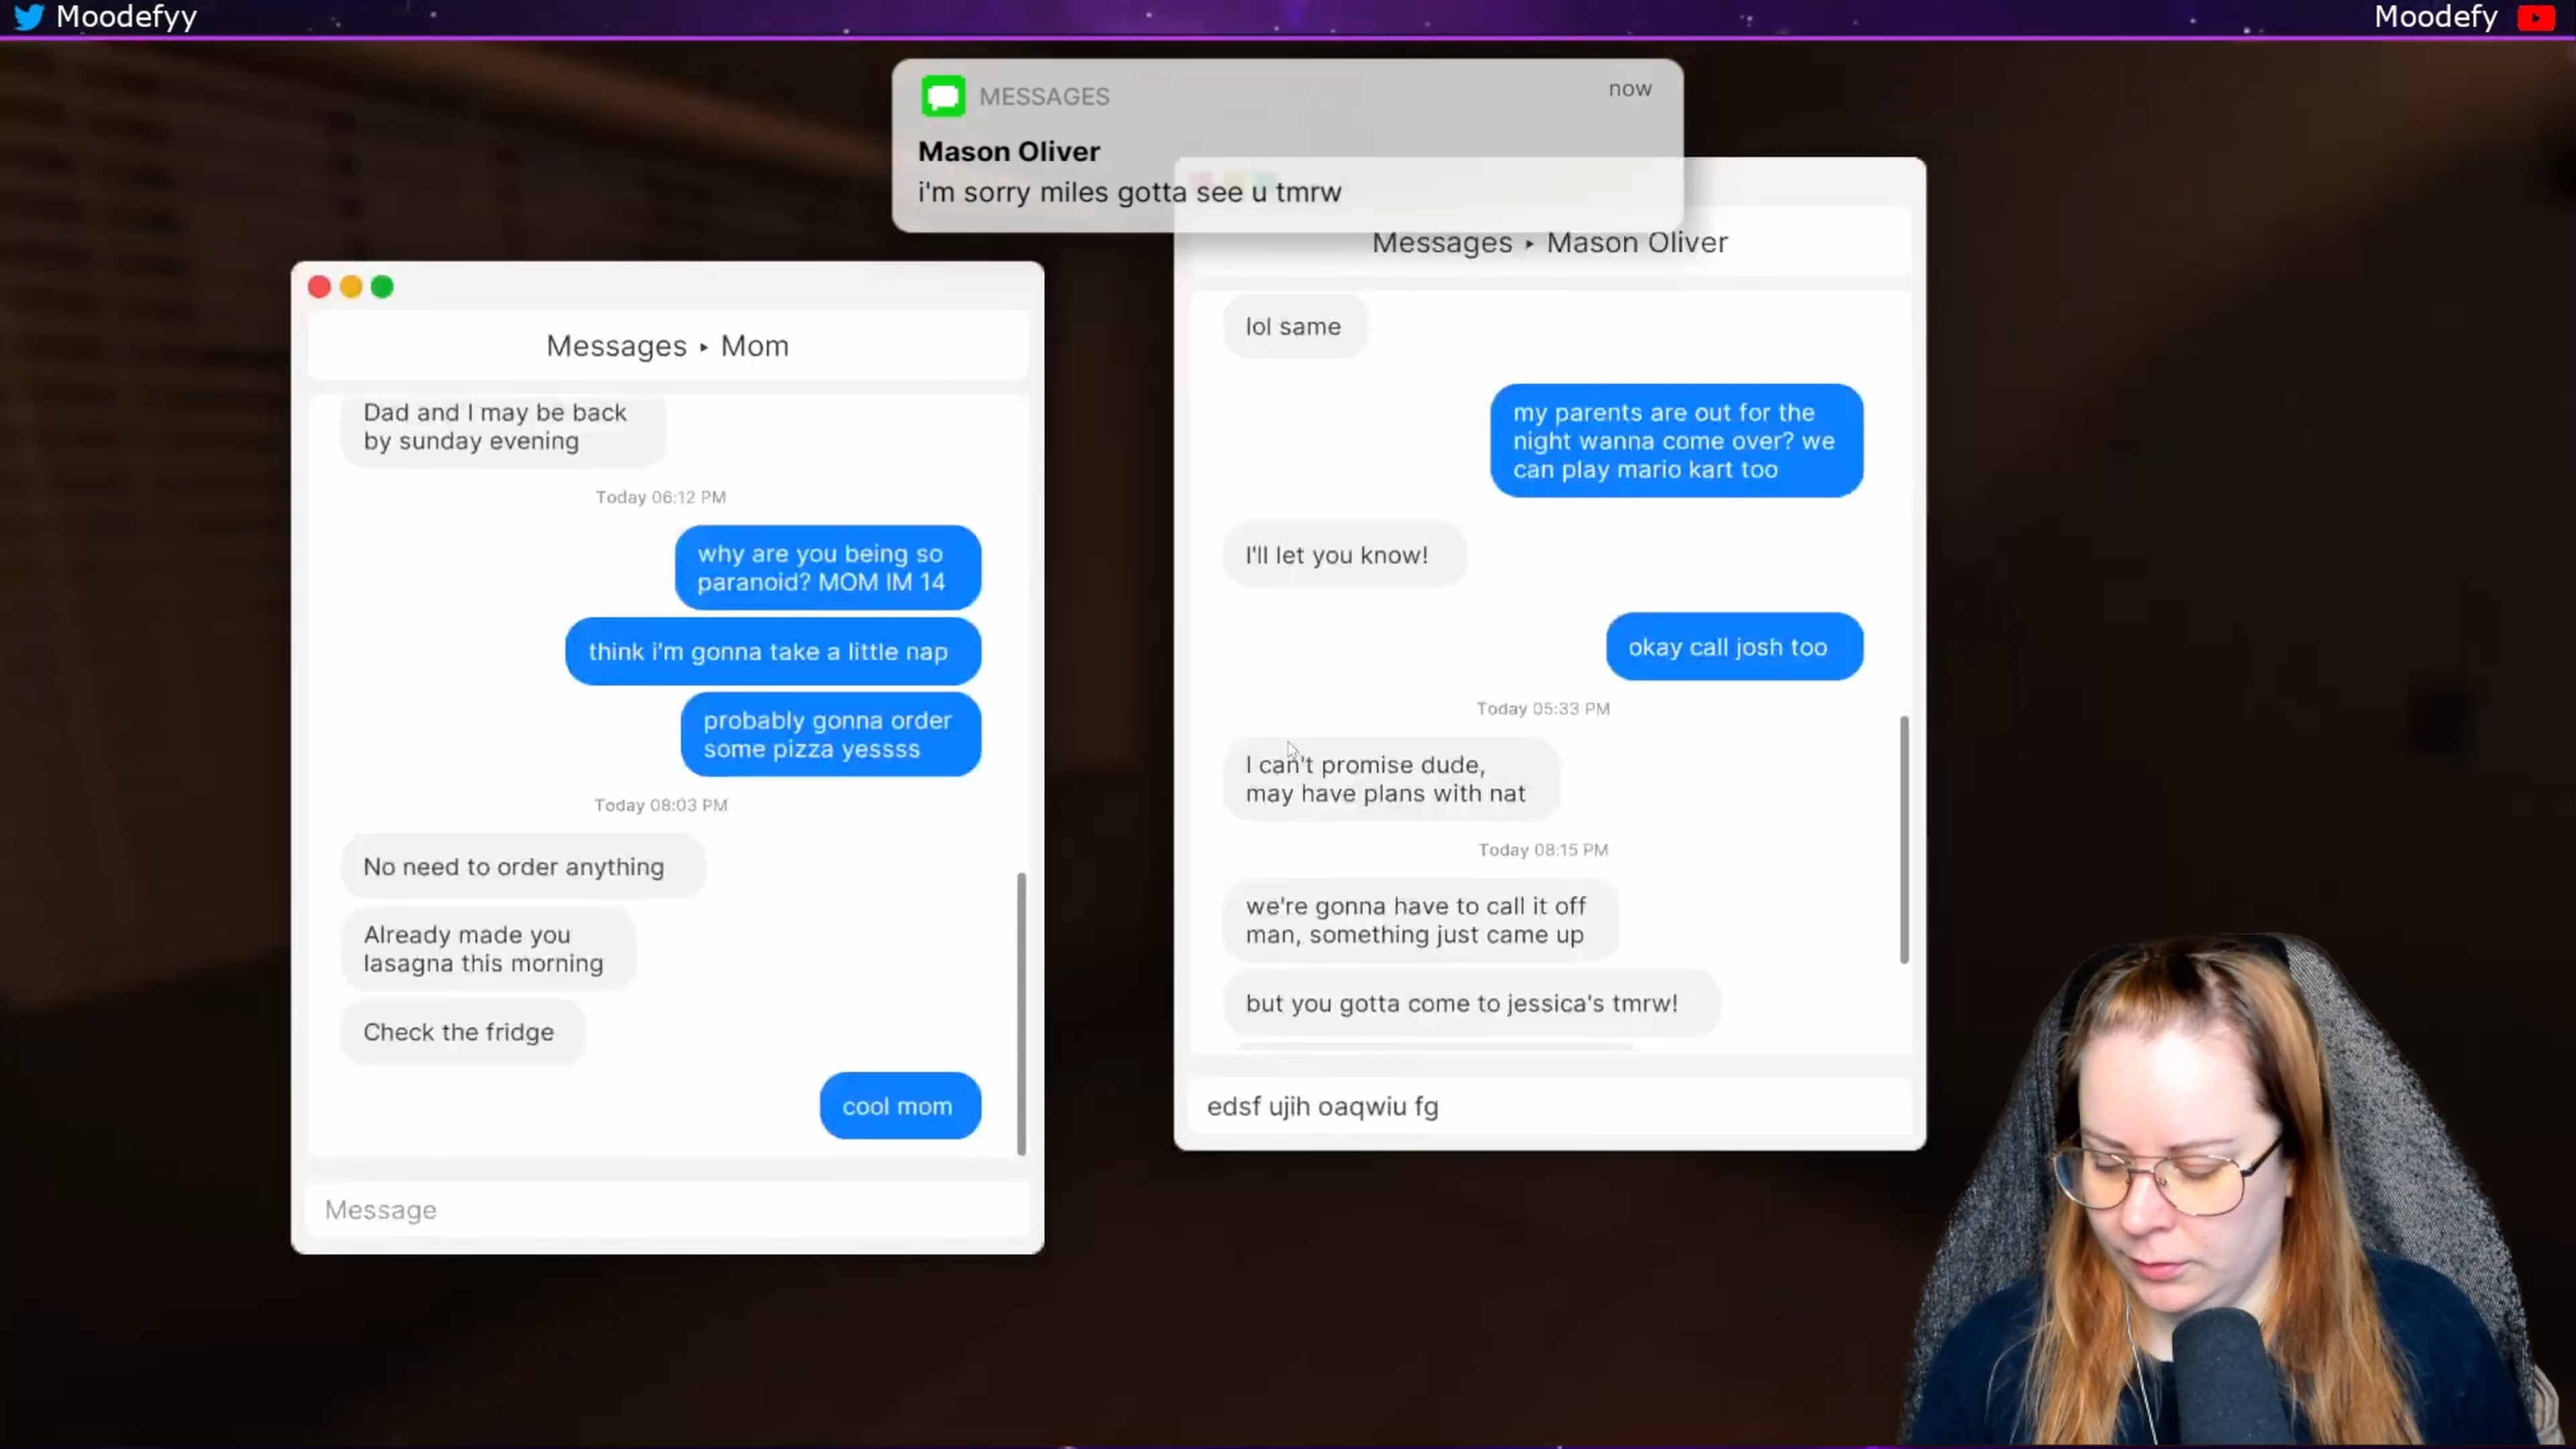 Moodefyy
Moodefy
MESSAGES
now
Mason Oliver
i'm sorry miles gotta see u tmrw
Messages ▸ Mom
Dad and I may be back
by sunday evening
Today 06:12 PM
why are you being so
paranoid? MOM IM 14
think i'm gonna take a little nap
probably gonna order
some pizza yessss
Today 08:03 PM
No need to order anything
Already made you
lasagna this morning
Check the fridge
cool mom
Message
Messages ▸ Mason Oliver
lol same
my parents are out for the
night wanna come over? we
can play mario kart too
I'll let you know!
okay call josh too
Today 05:33 PM
I can't promise dude,
may have plans with nat
Today 08:15 PM
we're gonna have to call it off
man, something just came up
but you gotta come to jessica's tmrw!
edsf ujih oaqwiu fg